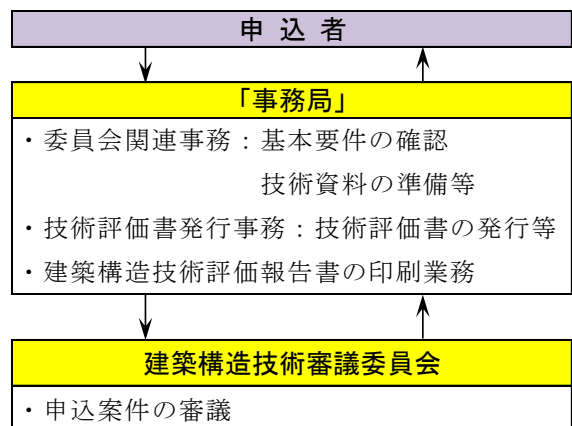 申 込 者
「事務局」
・委員会関連事務：基本要件の確認
技術資料の準備等
・技術評価書発行事務：技術評価書の発行等
・建築構造技術評価報告書の印刷業務
建築構造技術審議委員会
・申込案件の審議